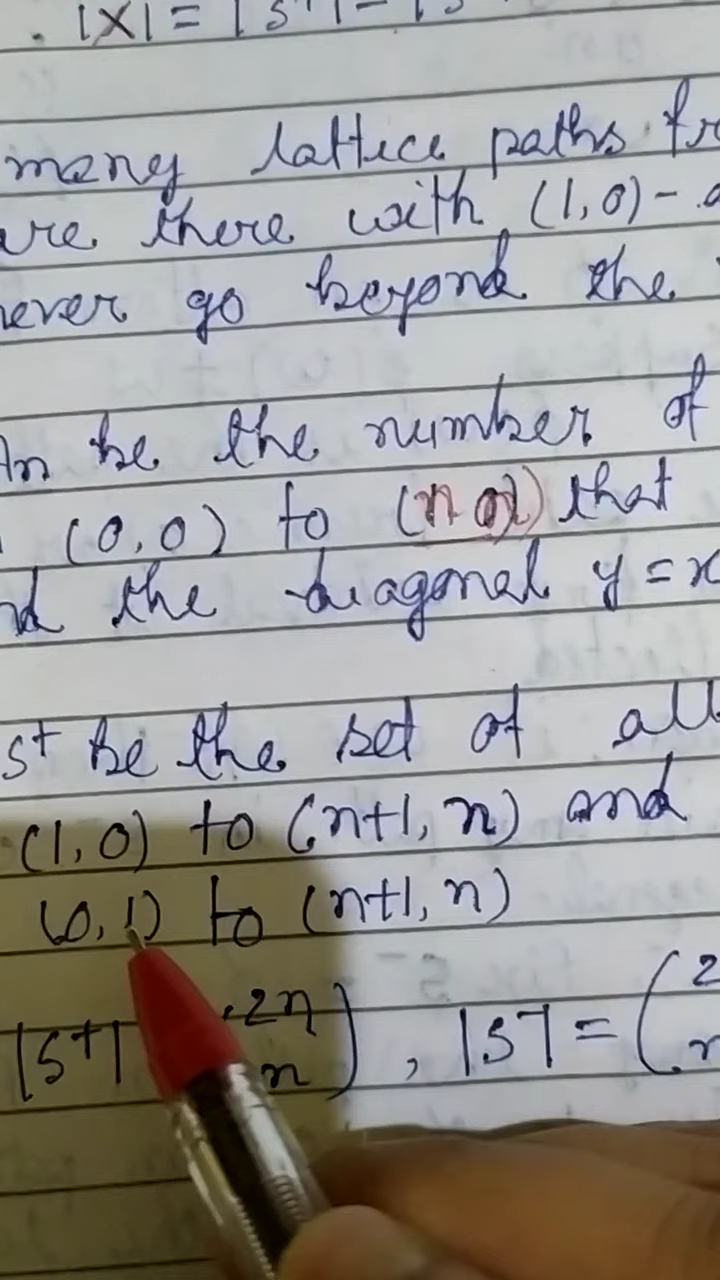 . |X| = |S+| -
many lattice paths
are there with (1,0) -
never go beyond the
be the number of
(0,0) to (n n) that
the diagonal y = x
S+ be the set of all
(1,0) to (n+1, n) and
(0,1) to (n+1, n)
|S+| 2n n ) , |S-| = (